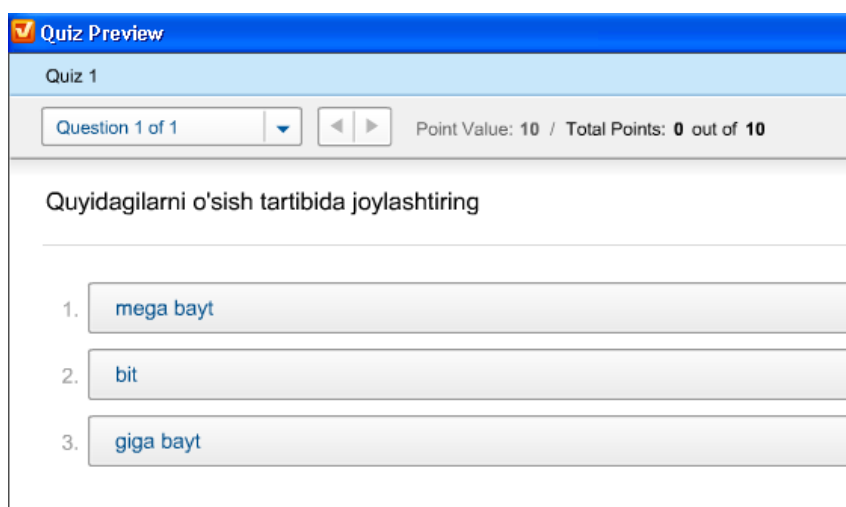 Quiz Preview
Quiz 1
Question 1 of 1 Point Value: 10 / Total Points: 0 out of 10
Quyidagilarni o'sish tartibida joylashtiring
1. mega bayt
2. bit
3. giga bayt